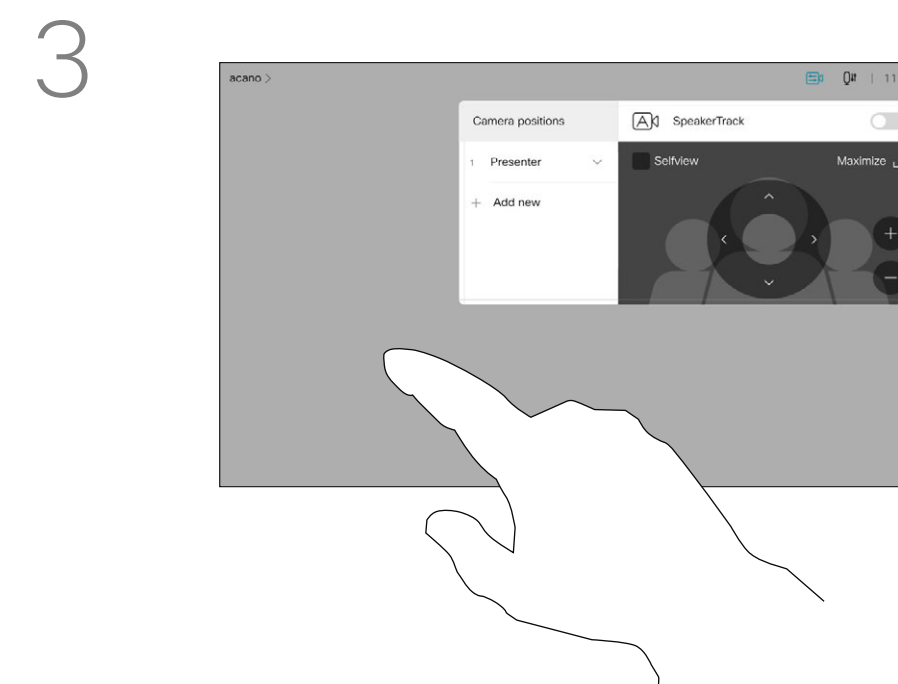 3
acano >
11
Camera positions
SpeakerTrack
1 Presenter
Selfview
Maximize
+ Add new